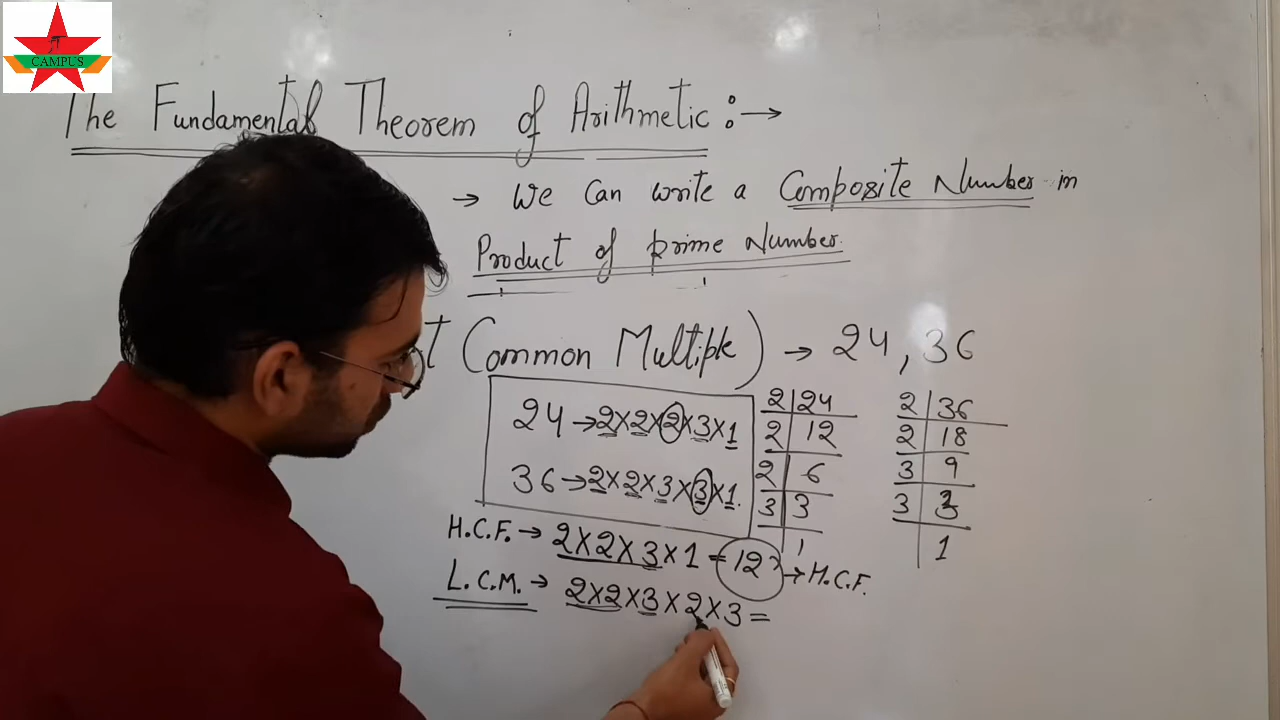 CAMPUS
The Fundamental Theorem of Arithmetic :→
→ We Can write a Composite Number in
Product of prime Number.
t Common Multiple) → 24, 36
24 → 2×2×2×3×1
36 → 2×2×3×3×1.
2 24
2 12
2 6
3 3
1
2 36
2 18
3 9
3 3
1
H.C.F. → 2×2×3×1 = 12 → H.C.F.
L.C.M. → 2×2×3×2×3 =